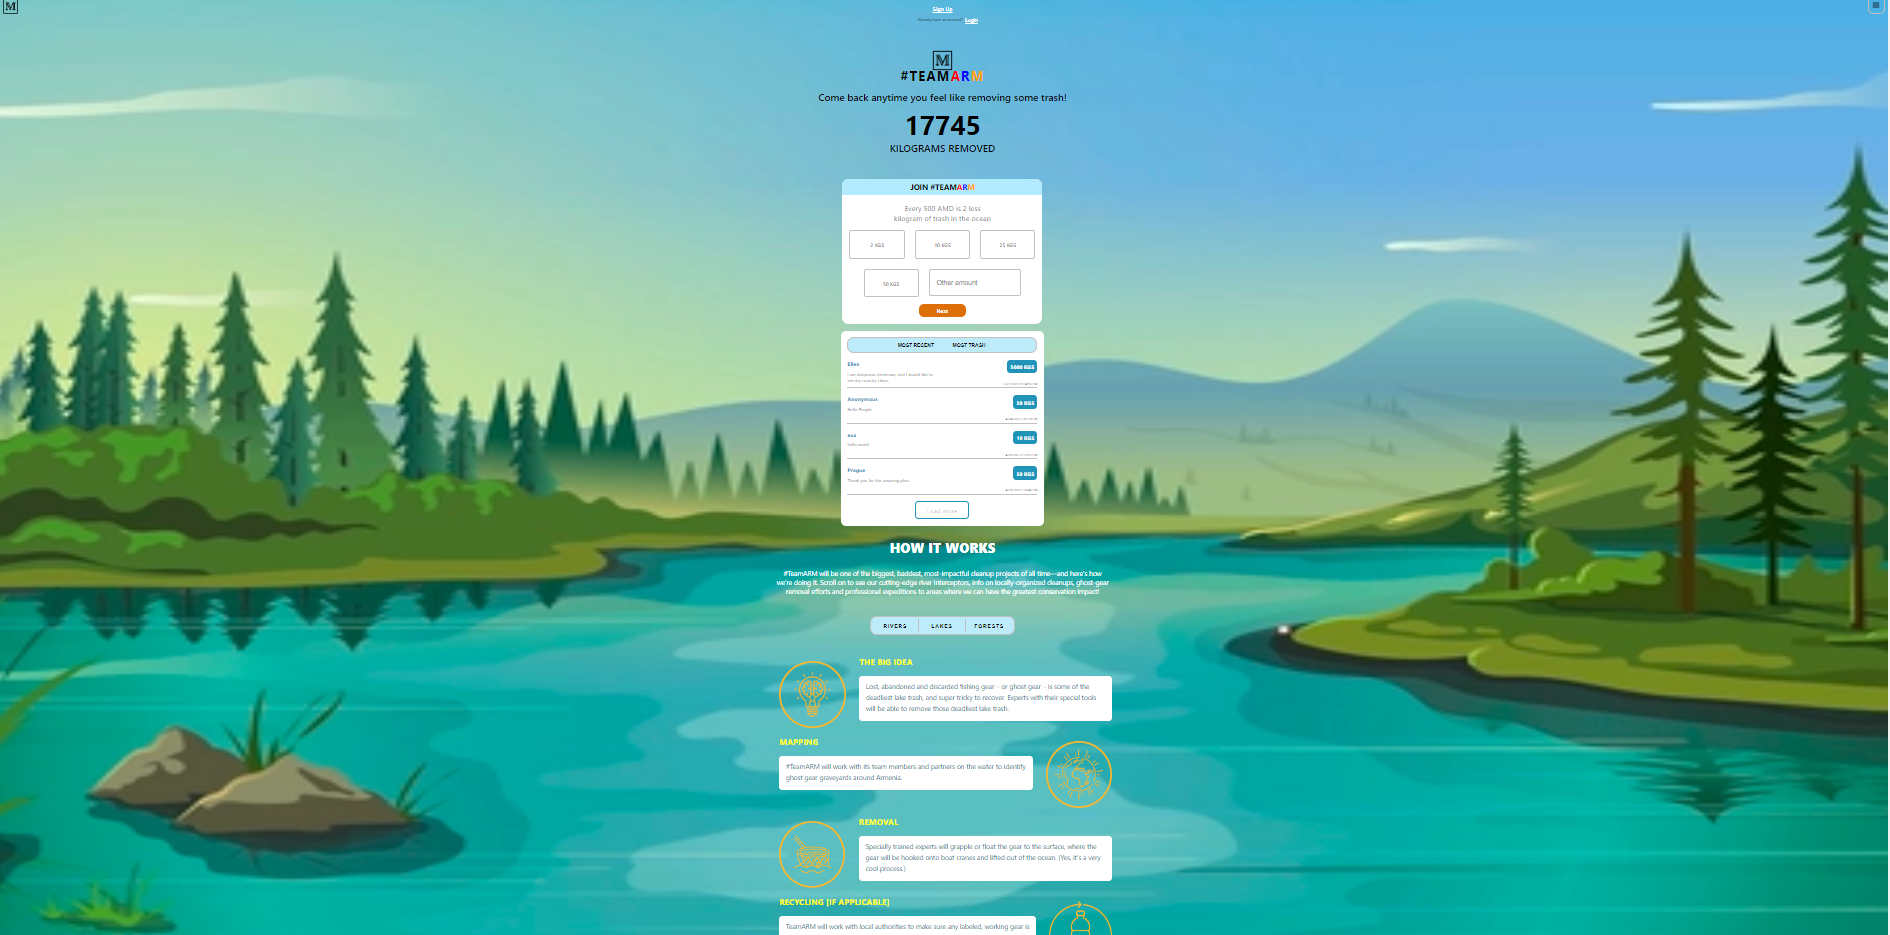 M
Sign Up
Already have an account? Login
M
#TEAMARM
Come back anytime you feel like removing some trash!
17745
KILOGRAMS REMOVED
JOIN #TEAMARM
Every 500 AMD is 2 less
kilogram of trash in the ocean
2 KGS
10 KGS
25 KGS
50 KGS
Other amount
Next
MOST RECENT
MOST TRASH
Ellen
5000 KGS
I am diasporan Armenian, and I would like to
see my country clean.
Anonymous
50 KGS
Hello People
10 KGS
hello world
Prague
50 KGS
Thank you for this amazing plan
Load more
HOW IT WORKS
#TeamARM will be one of the biggest, baddest, most-impactful cleanup projects of all time—and here's how
we're doing it. Scroll on to see our cutting-edge river Interceptors, info on locally-organized cleanups, ghost-gear
removal efforts and professional expeditions to areas where we can have the greatest conservation impact!
RIVERS
LAKES
FORESTS
THE BIG IDEA
Lost, abandoned and discarded fishing gear - or ghost gear - is some of the
deadliest lake trash, and super tricky to recover. Experts with their special tools
will be able to remove those deadliest lake trash.
MAPPING
#TeamARM will work with its team members and partners on the water to identify
ghost gear graveyards around Armenia.
REMOVAL
Specially trained experts will grapple or float the gear to the surface, where the
gear will be hooked onto boat cranes and lifted out of the ocean. (Yes, it's a very
cool process.)
RECYCLING [IF APPLICABLE]
TeamARM will work with local authorities to make sure any labeled, working gear is